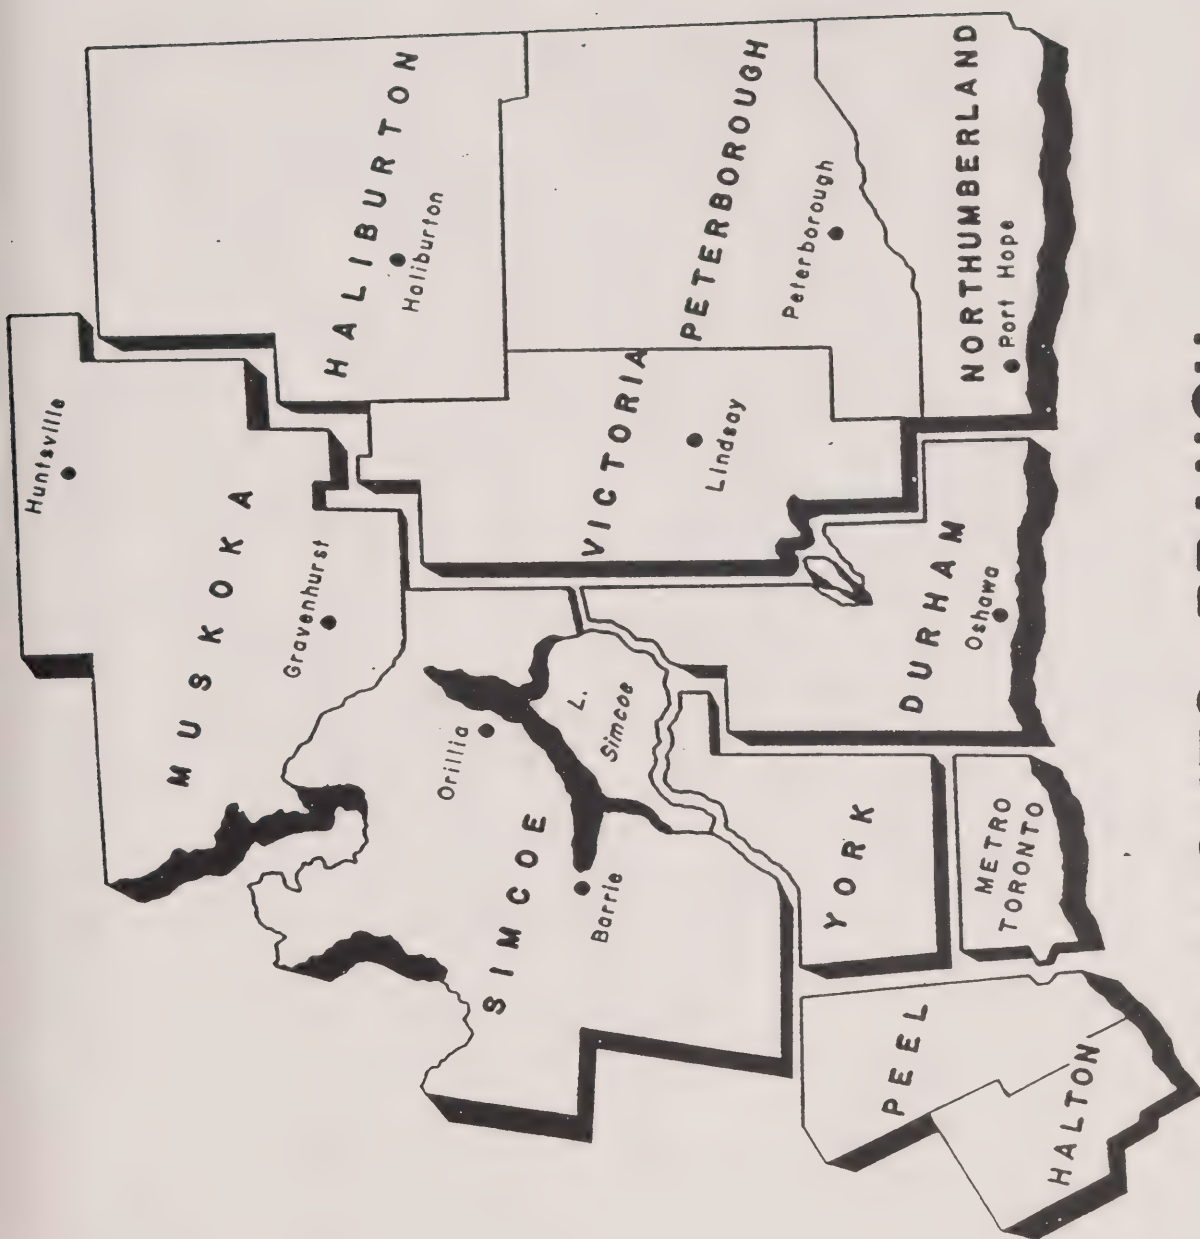 Huntsville
MUSKOKA
Gravenhurst
HALIBURTON
Haliburton
VICTORIA
Lindsay
PETERBOROUGH
Peterborough
NORTHUMBERLAND
Port Hope
Orillia
L.
Simcoe
SIMCOE
Barrie
DURHAM
Oshawa
YORK
METRO
TORONTO
PEEL
HALTON